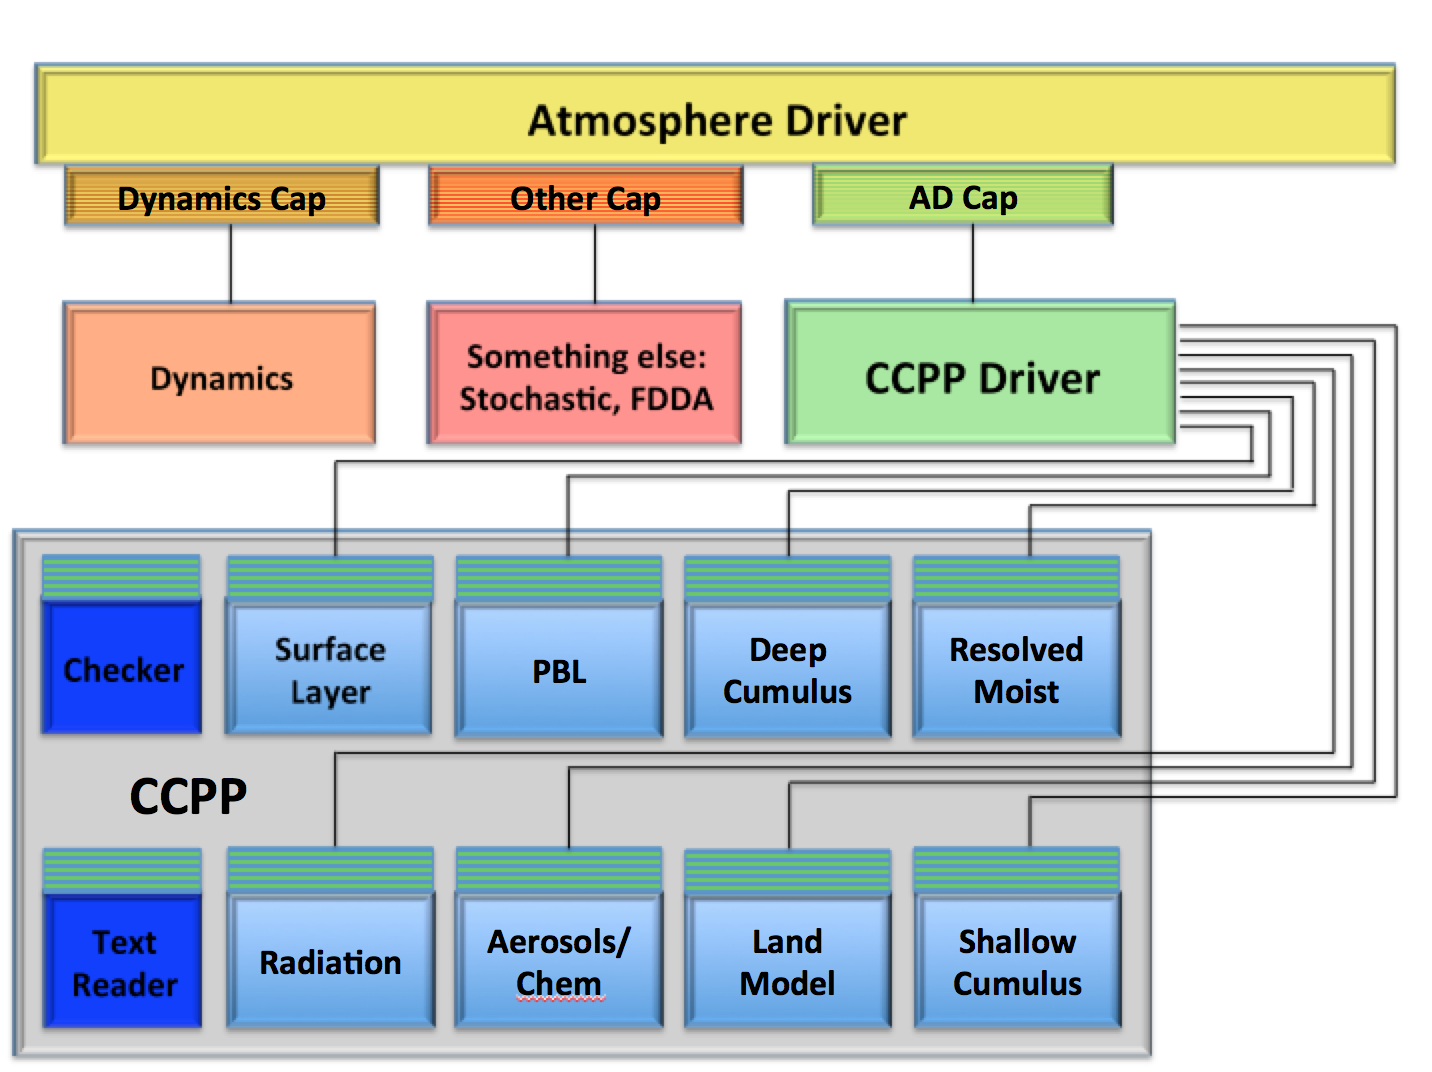 Atmosphere Driver
Dynamics Cap
Other Cap
AD Cap
Dynamics
Something else:
Stochastic, FDDA
CCPP Driver
Checker
Surface
Layer
PBL
Deep
Cumulus
Resolved
Moist
CCPP
Text
Reader
Radiation
Aerosols/
Chem
Land
Model
Shallow
Cumulus